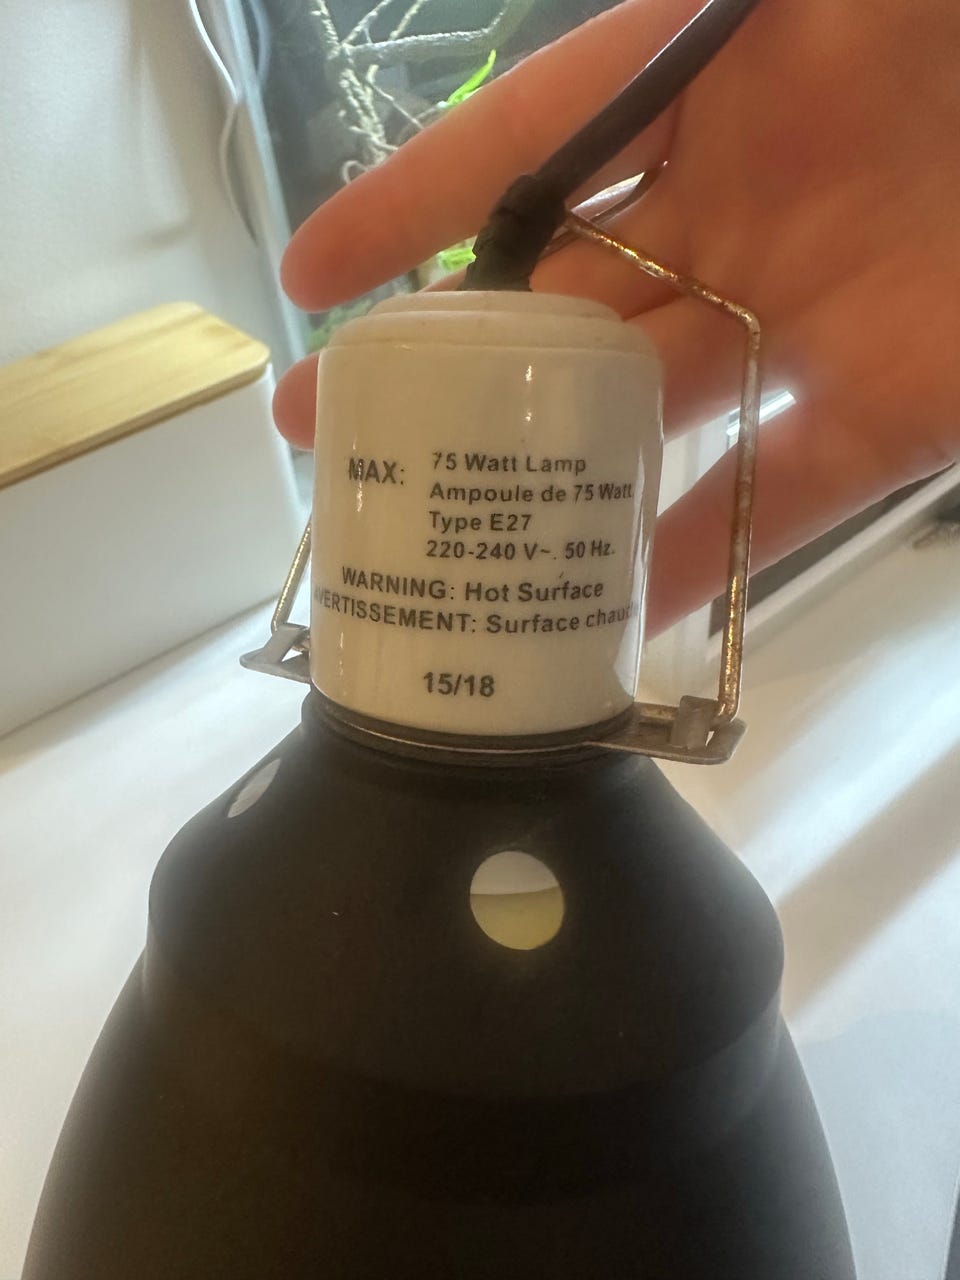 MAX: 75 Watt Lamp
Ampoule de 75 Watt
Type E27
220-240 V~. 50 Hz.
WARNING: Hot Surface
AVERTISSEMENT: Surface
15/18